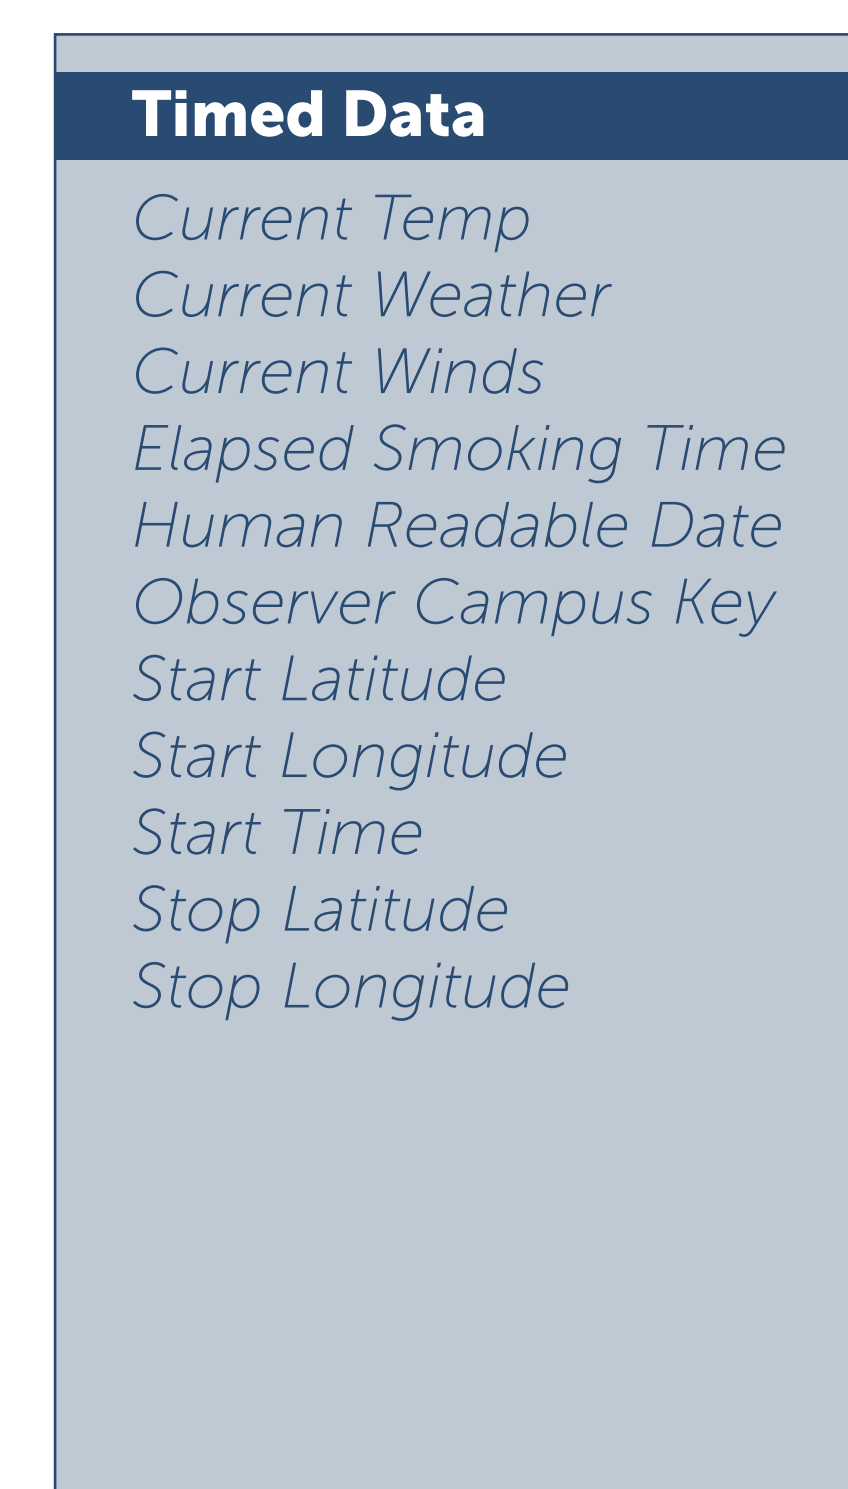 Timed Data
Current Temp
Current Weather
Current Winds
Elapsed Smoking Time
Human Readable Date
Observer Campus Key
Start Latitude
Start Longitude
Start Time
Stop Latitude
Stop Longitude